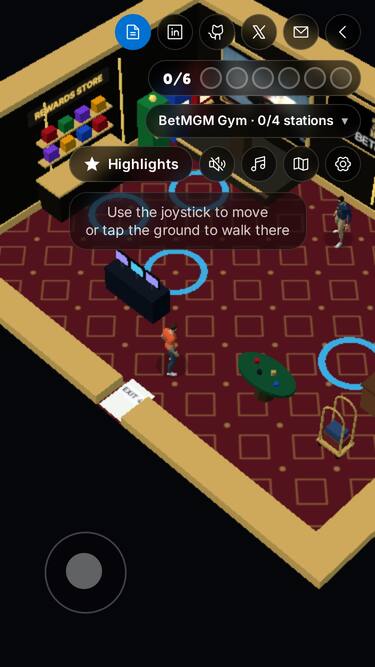 0/6
BetMGM Gym · 0/4 stations
Highlights
Use the joystick to move
or tap the ground to walk there
REWARDS STORE
EXIT